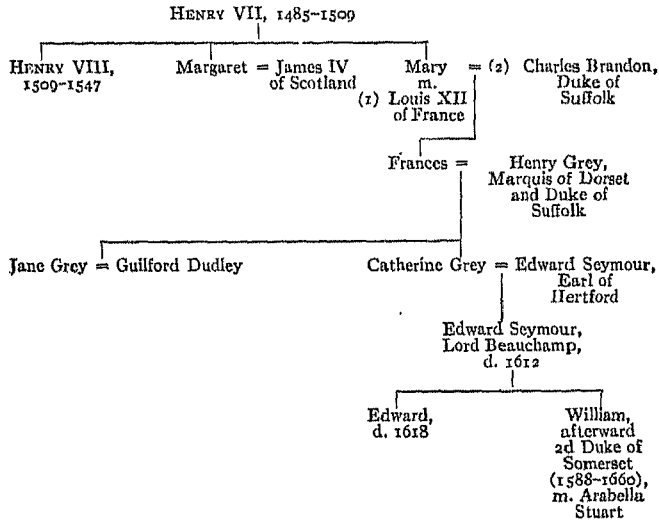 HENRY VII, 1485-1509
HENRY VIII,
1509-1547
Margaret = James IV
of Scotland
Mary = (2) Charles Brandon,
m.
Duke of
(1) Louis XII
Suffolk
of France
Frances = Henry Grey,
Marquis of Dorset
and Duke of
Suffolk
Jane Grey = Guilford Dudley
Catherine Grey = Edward Seymour,
Earl of
Hertford
Edward Seymour,
Lord Beauchamp,
d. 1612
Edward,
d. 1618
William,
afterward
2d Duke of
Somerset
(1588-1660),
m. Arabella
Stuart